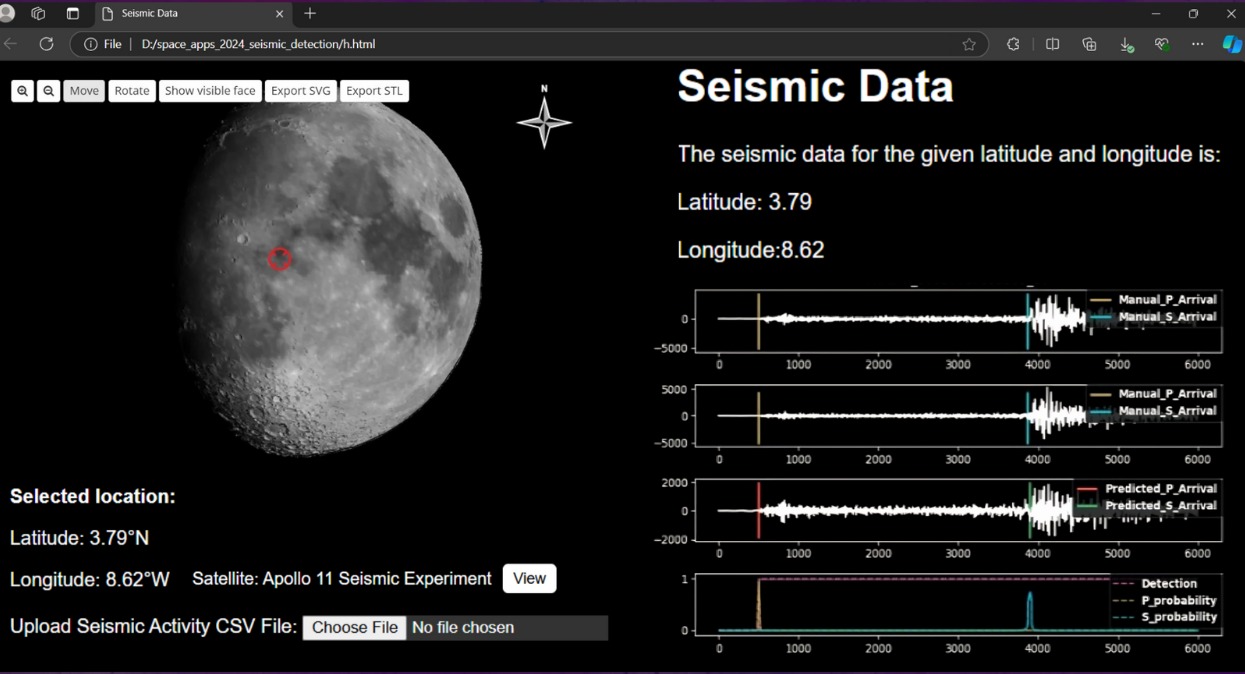 Seismic Data
File
D:/space_apps_2024_seismic_detection/h.html
Move
Rotate
Show visible face
Export SVG
Export STL
N
Selected location:
Latitude: 3.79°N
Longitude: 8.62°W
Satellite: Apollo 11 Seismic Experiment
View
Upload Seismic Activity CSV File:
Choose File
No file chosen
Seismic Data
The seismic data for the given latitude and longitude is:
Latitude: 3.79
Longitude:8.62
Manual_P_Arrival
Manual_S_Arrival
0
−5000
0 1000 2000 3000 4000 5000 6000
Manual_P_Arrival
Manual_S_Arrival
5000
0
−5000
0 1000 2000 3000 4000 5000 6000
Predicted_P_Arrival
Predicted_S_Arrival
2000
0
−2000
0 1000 2000 3000 4000 5000 6000
Detection
P_probability
S_probability
1
0
0 1000 2000 3000 4000 5000 6000